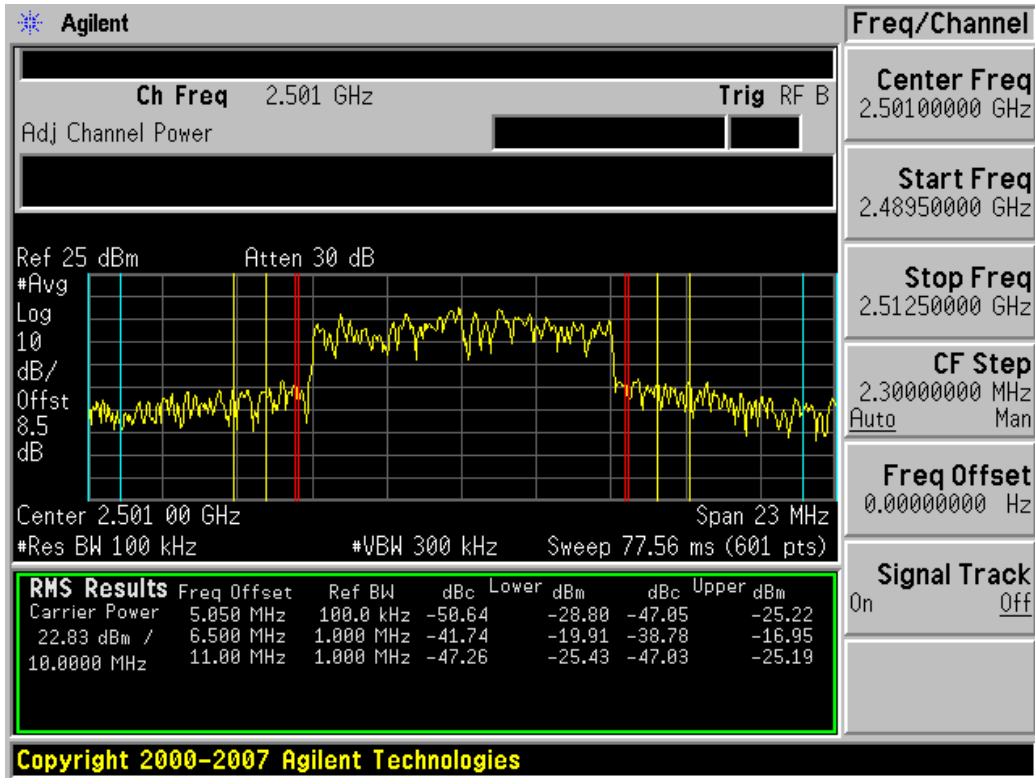 Agilent
Freq/Channel
Ch Freq 2.501 GHz Trig RF B
Adj Channel Power
Center Freq
2.50100000 GHz
Start Freq
2.48950000 GHz
Stop Freq
2.51250000 GHz
CF Step
2.30000000 MHz
Auto Man
Freq Offset
0.00000000 Hz
Signal Track
On Off
Ref 25 dBm Atten 30 dB
#Avg
Log
10
dB/
Offst
8.5
dB
Center 2.501 00 GHz Span 23 MHz
#Res BW 100 kHz #VBW 300 kHz Sweep 77.56 ms (601 pts)
RMS Results Freq Offset Ref BW dBc Lower dBm dBc Upper dBm
Carrier Power 5.050 MHz 100.0 kHz -50.64 -28.80 -47.05 -25.22
22.83 dBm / 6.500 MHz 1.000 MHz -41.74 -19.91 -38.78 -16.95
10.0000 MHz 11.00 MHz 1.000 MHz -47.26 -25.43 -47.03 -25.19
Copyright 2000-2007 Agilent Technologies